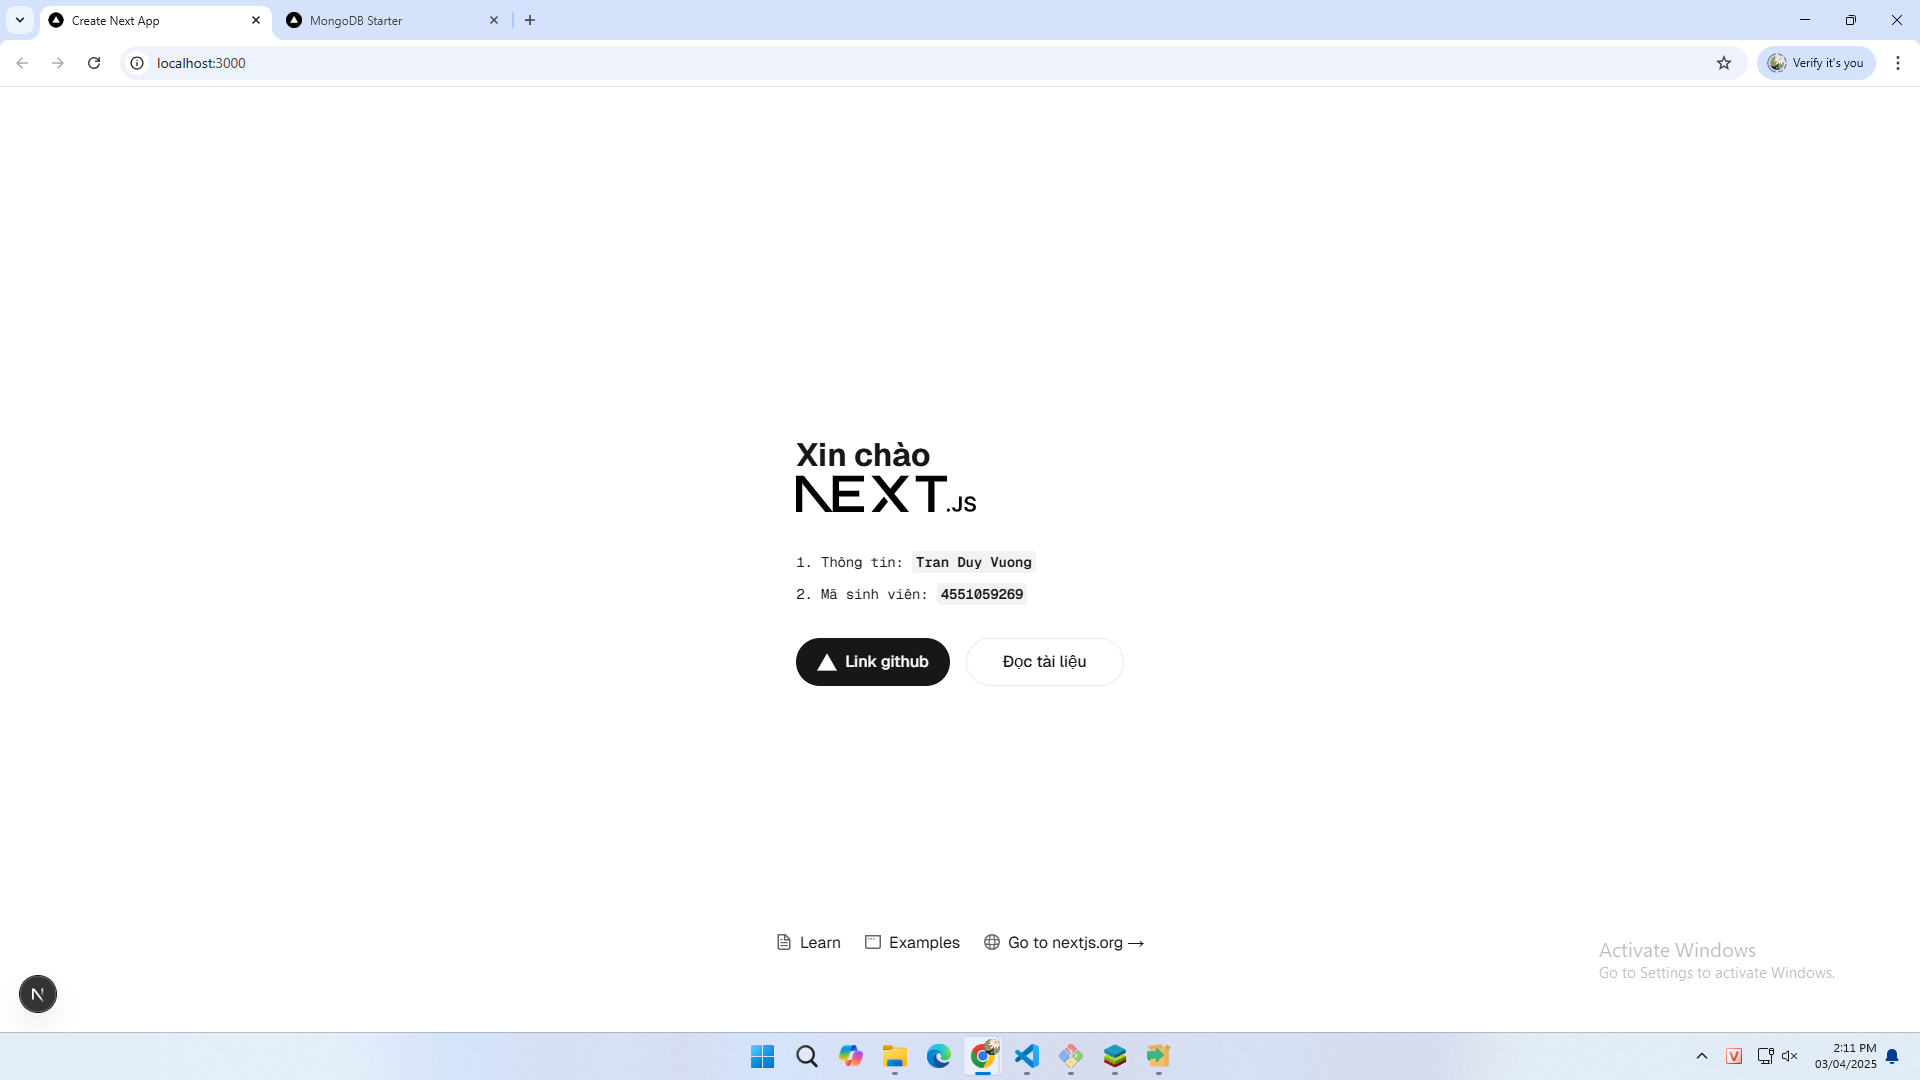 Create Next App
MongoDB Starter
localhost:3000
Verify it's you
Xin chào
NEXT.JS
1. Thông tin: Tran Duy Vuong
2. Mã sinh viên: 4551059269
Link github
Đọc tài liệu
Learn
Examples
Go to nextjs.org →
Activate Windows
Go to Settings to activate Windows.
N
V
2:11 PM
03/04/2025